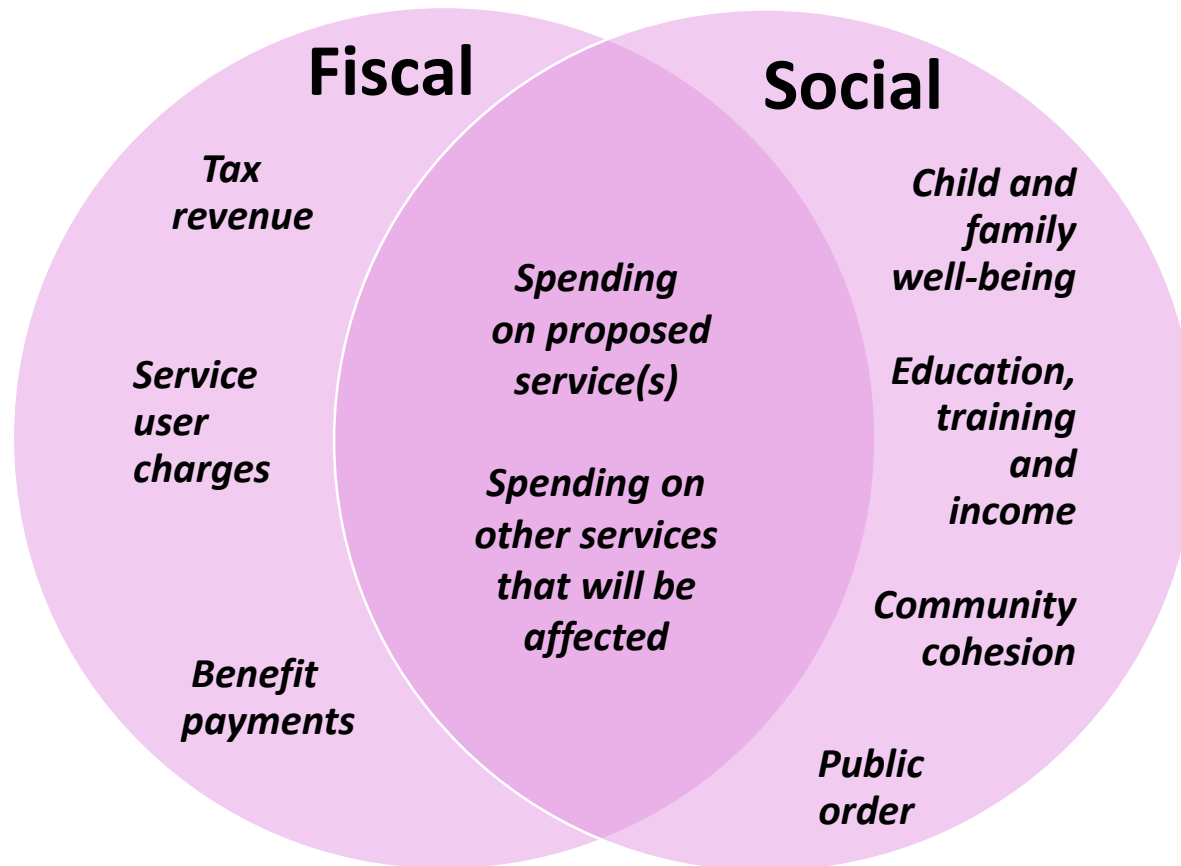 Fiscal
Tax
revenue
Service
user
charges
Benefit
payments
Spending
on proposed
service(s)
Spending on
other services
that will be
affected
Social
Child and
family
well-being
Education,
training
and
income
Community
cohesion
Public
order